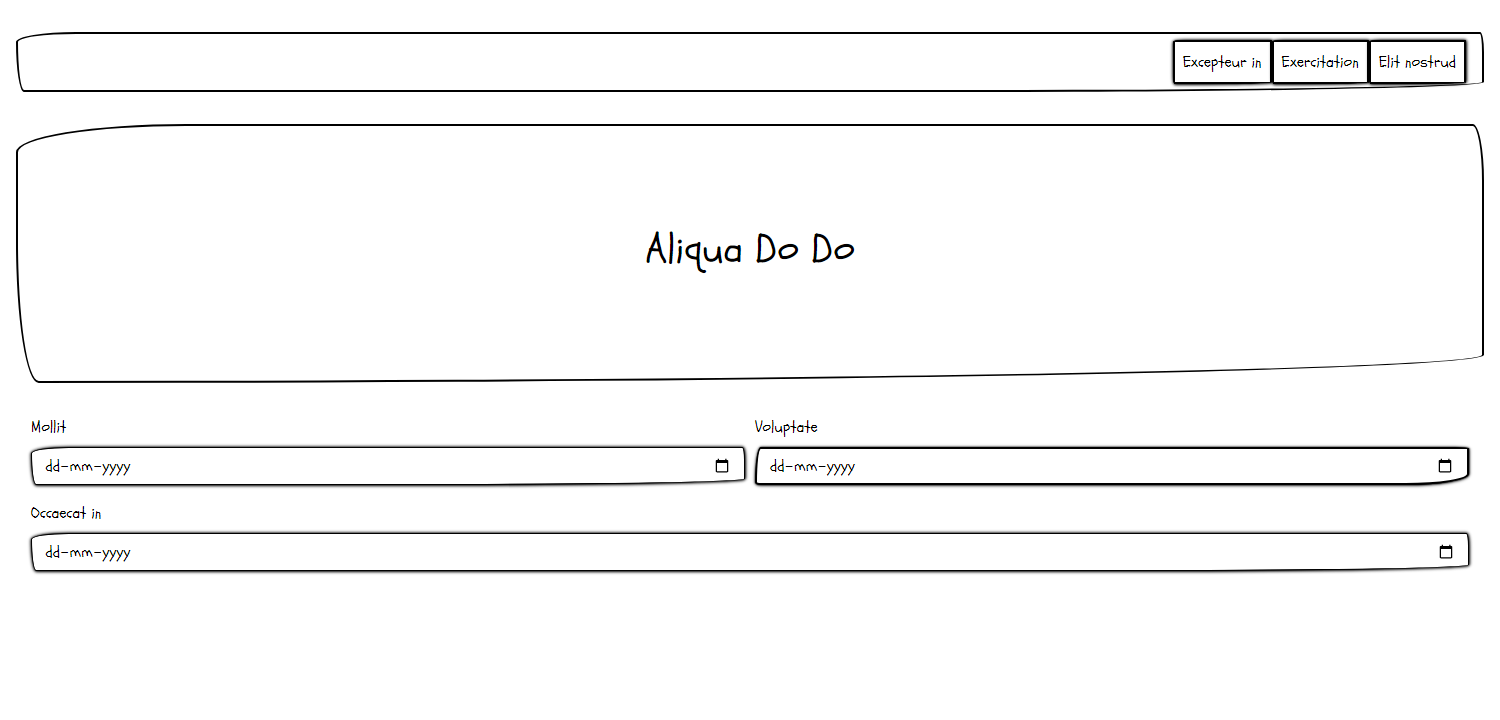 Excepteur in Exercitation Elit nostrud
Aliqua Do Do
Mollit
Voluptate
dd-mm-yyyy
dd-mm-yyyy
Occaecat in
dd-mm-yyyy